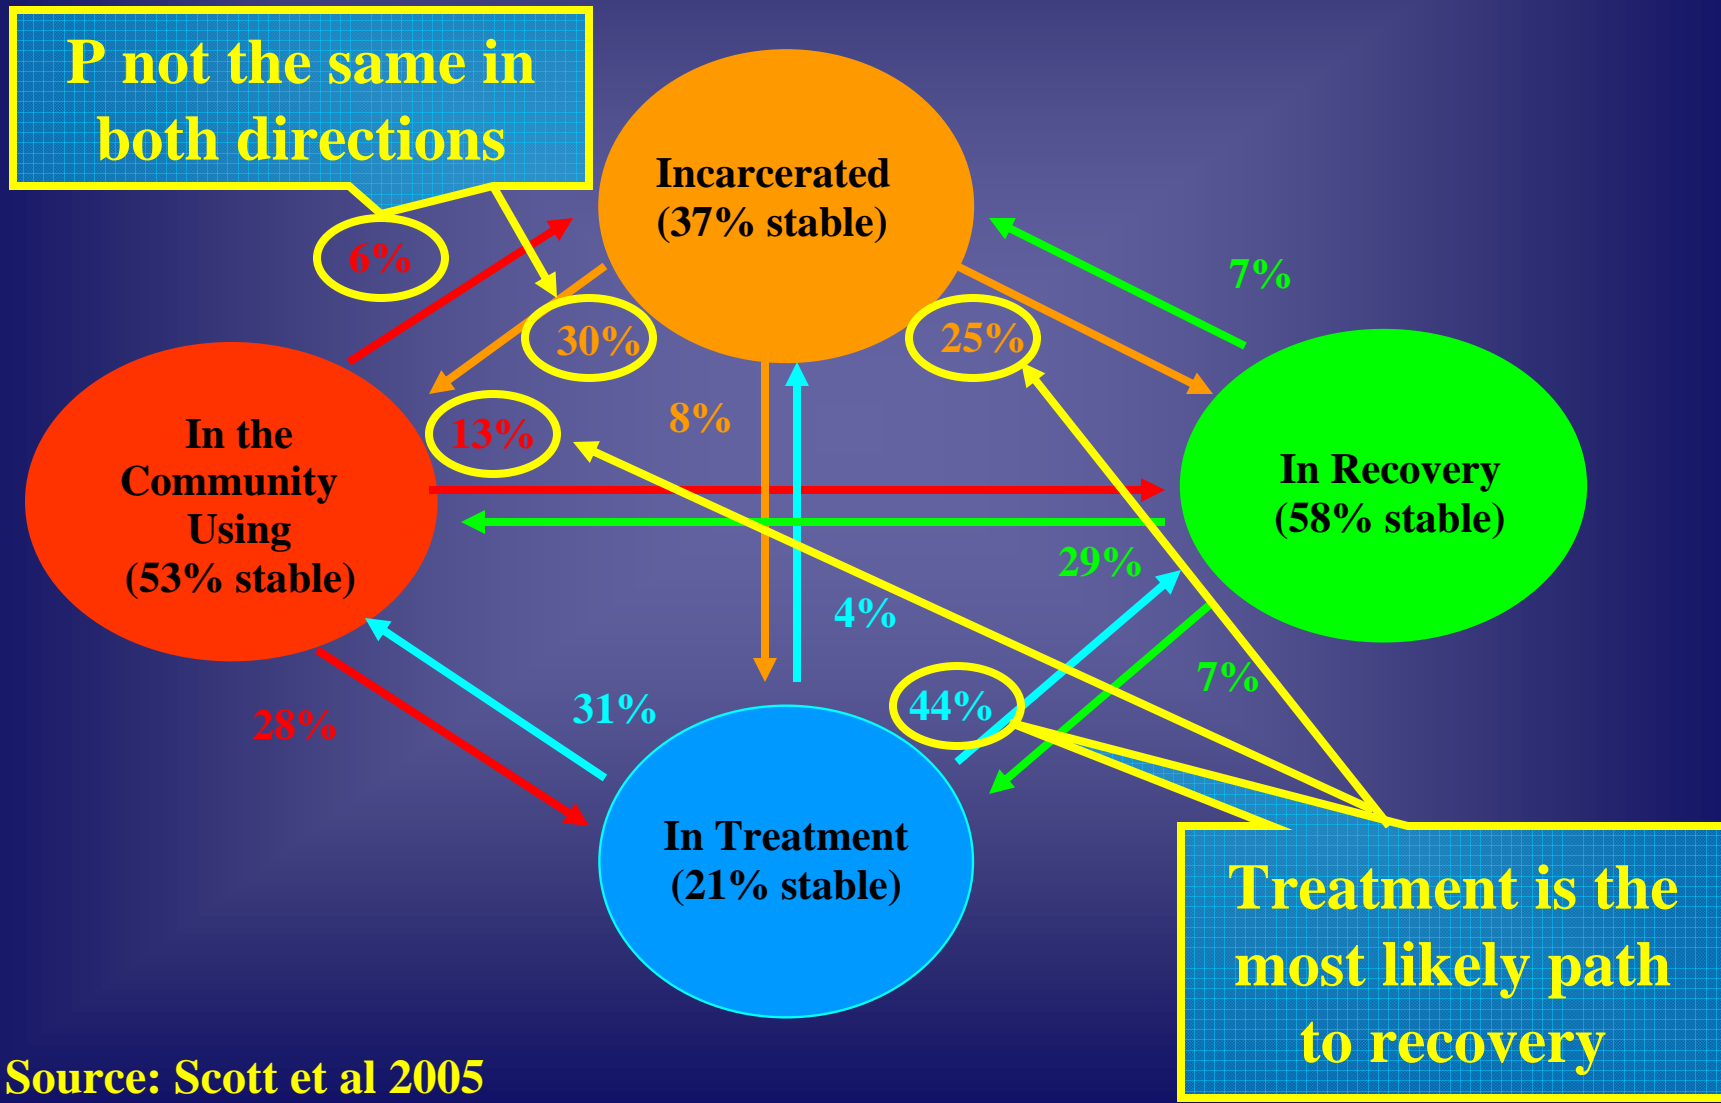 P not the same in
both directions
Incarcerated
(37% stable)
6%
7%
30%
25%
13%
8%
In the
Community
Using
(53% stable)
In Recovery
(58% stable)
29%
4%
7%
28%
31%
44%
In Treatment
(21% stable)
Treatment is the
most likely path
to recovery
Source: Scott et al 2005